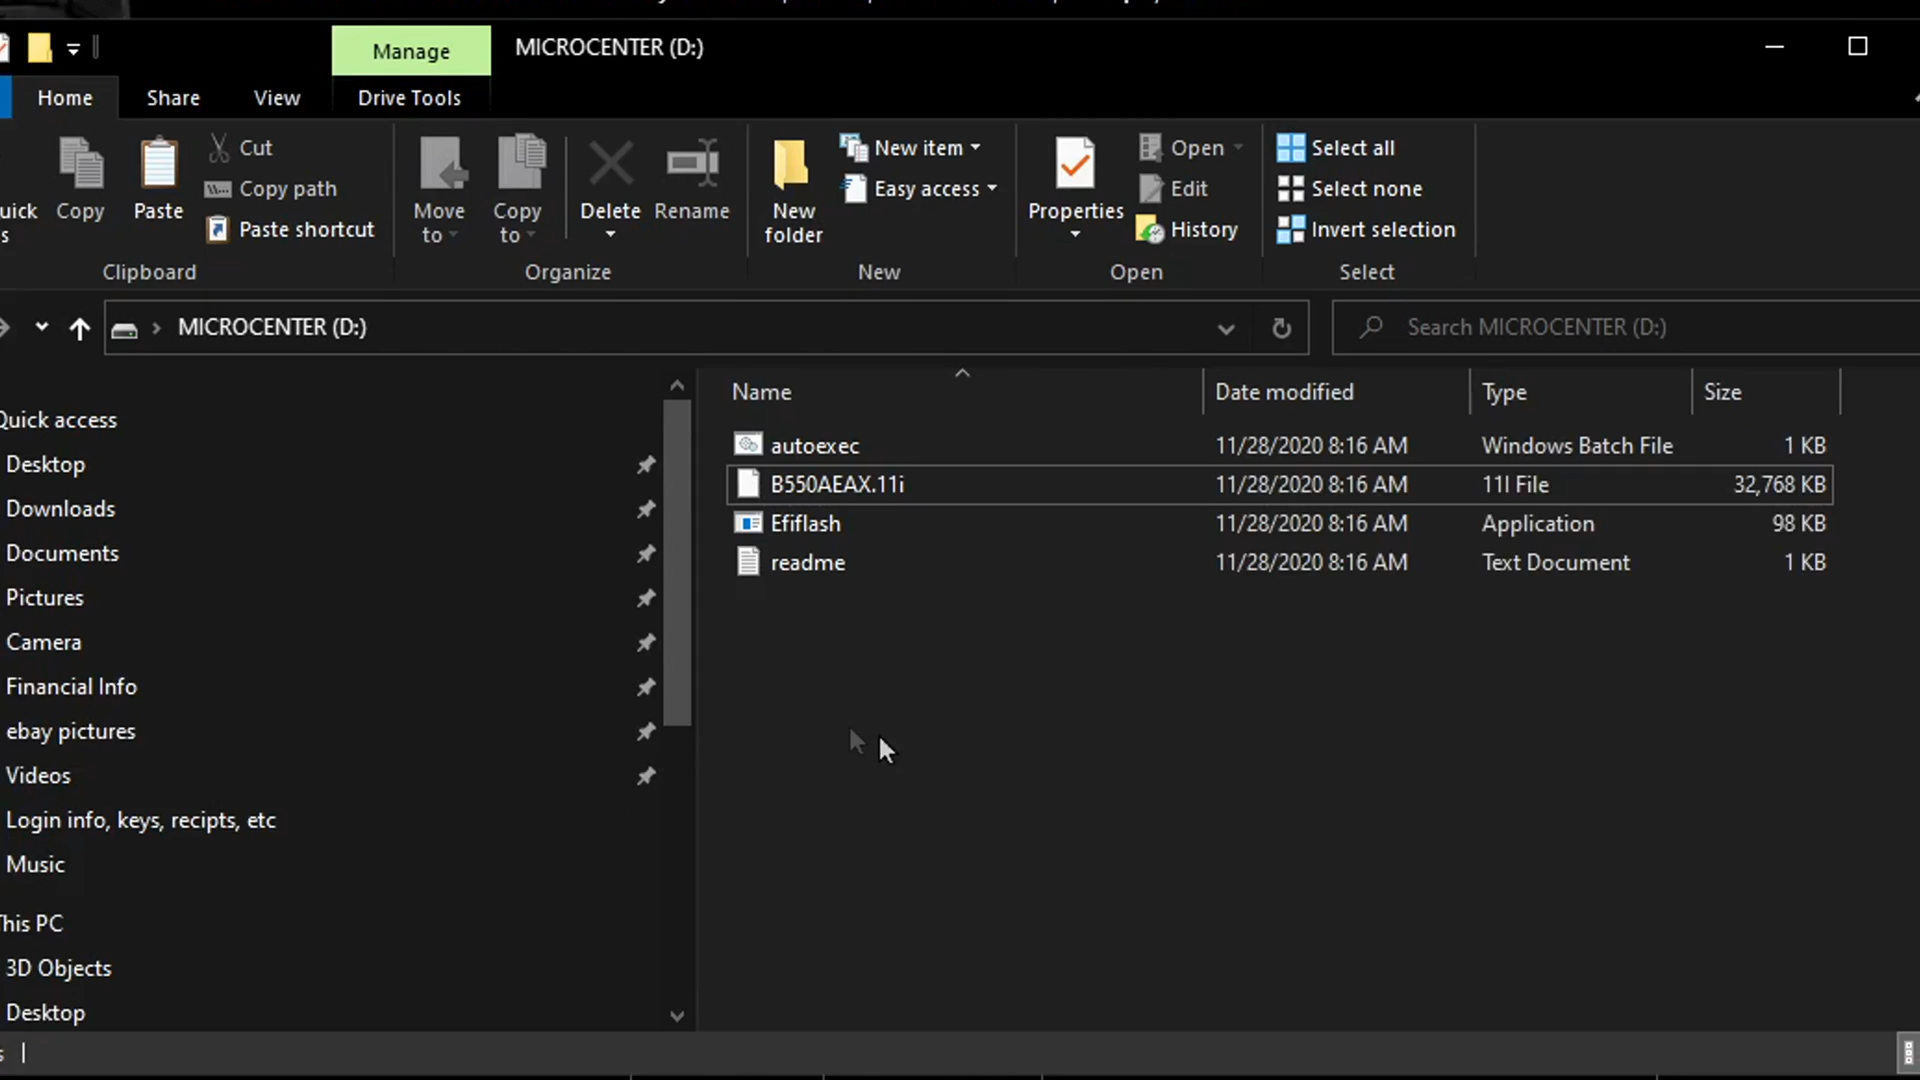 Manage
MICROCENTER (D:)
Home
Share
View
Drive Tools
Copy
Paste
Cut
Copy path
Paste shortcut
Clipboard
Move to
Copy to
Delete
Rename
Organize
New folder
New item
Easy access
New
Properties
Open
Edit
History
Open
Select all
Select none
Invert selection
Select
MICROCENTER (D:)
Search MICROCENTER (D:)
Name Date modified Type Size
autoexec 11/28/2020 8:16 AM Windows Batch File 1 KB
B550AEAX.11i 11/28/2020 8:16 AM 11I File 32,768 KB
Efiflash 11/28/2020 8:16 AM Application 98 KB
readme 11/28/2020 8:16 AM Text Document 1 KB
Quick access
Desktop
Downloads
Documents
Pictures
Camera
Financial Info
ebay pictures
Videos
Login info, keys, recipts, etc
Music
This PC
3D Objects
Desktop